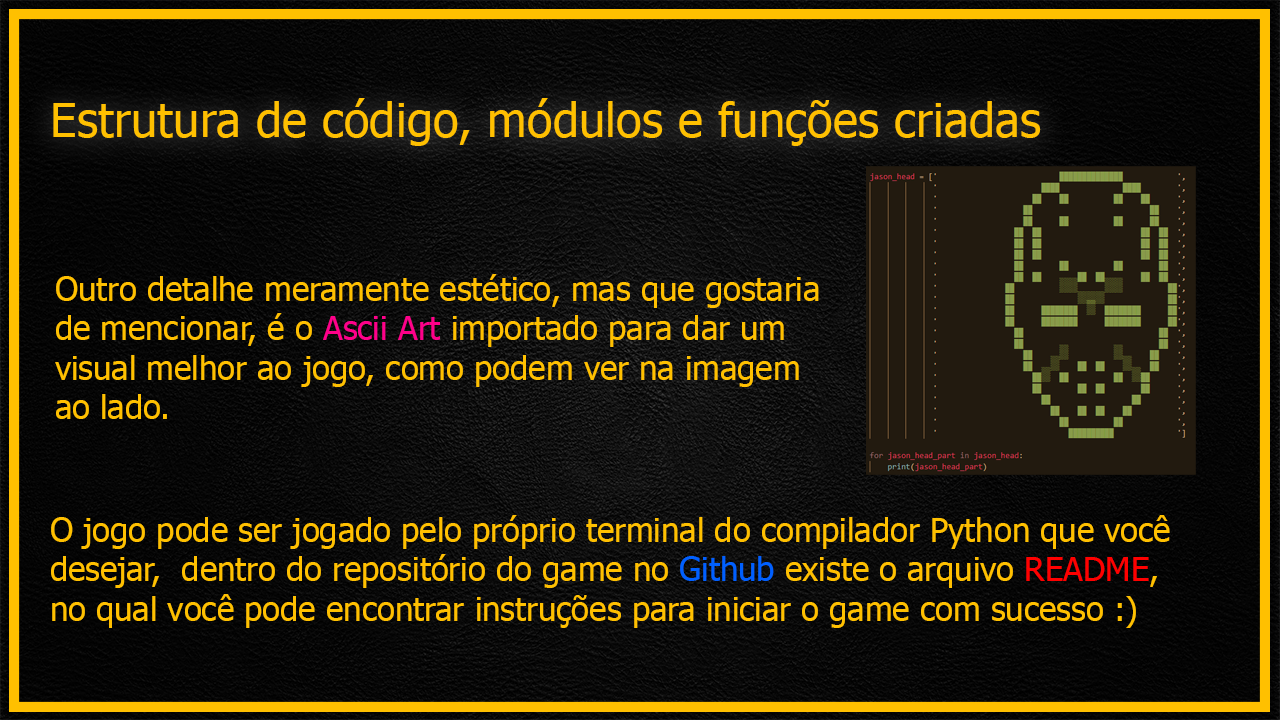 Estrutura de código, módulos e funções criadas
jason_head = ['
Outro detalhe meramente estético, mas que gostaria
de mencionar, é o Ascii Art importado para dar um
visual melhor ao jogo, como podem ver na imagem
ao lado.
for jason_head_part in jason_head:
print(jason_head_part)
O jogo pode ser jogado pelo próprio terminal do compilador Python que você
desejar,  dentro do repositório do game no Github existe o arquivo README,
no qual você pode encontrar instruções para iniciar o game com sucesso :)